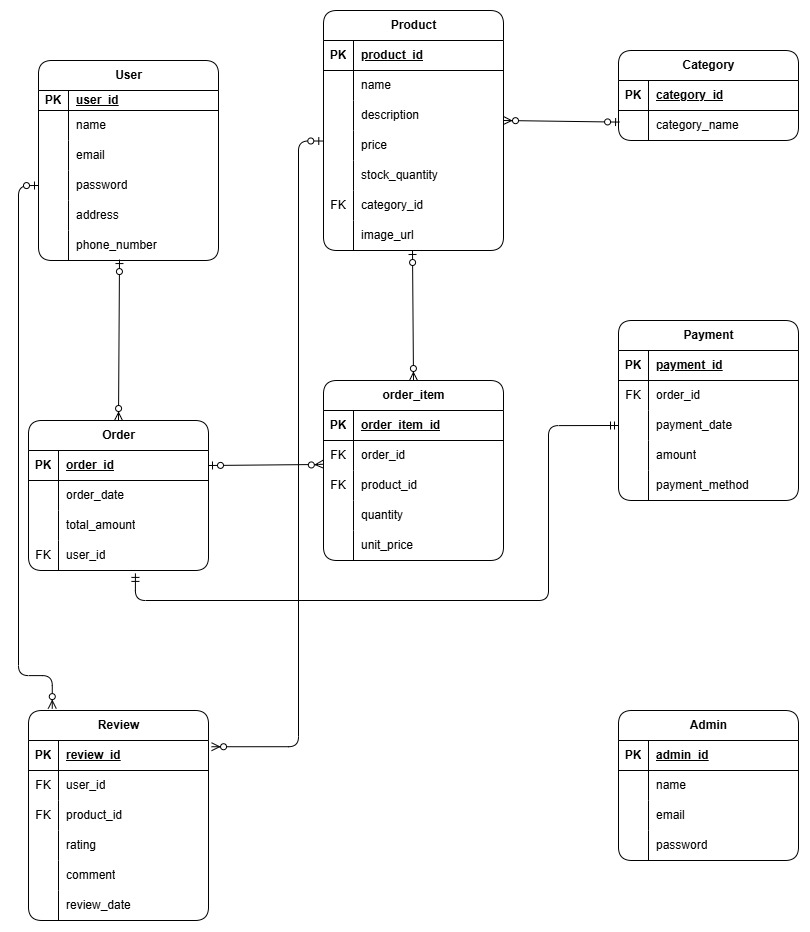 Product
PK product_id
name
description
price
stock_quantity
FK category_id
image_url
User
PK user_id
name
email
password
address
phone_number
Category
PK category_id
category_name
Payment
PK payment_id
FK order_id
payment_date
amount
payment_method
order_item
PK order_item_id
FK order_id
FK product_id
quantity
unit_price
Order
PK order_id
order_date
total_amount
FK user_id
Review
PK review_id
FK user_id
FK product_id
rating
comment
review_date
Admin
PK admin_id
name
email
password